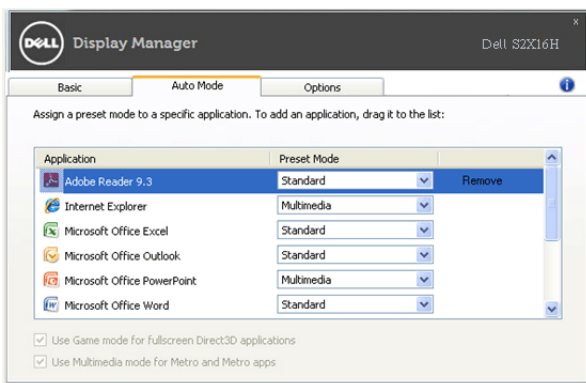 DELL Display Manager Dell S2X16H x
Basic Auto Mode Options i
Assign a preset mode to a specific application. To add an application, drag it to the list:
Application Preset Mode
Adobe Reader 9.3 Standard Remove
Internet Explorer Multimedia
Microsoft Office Excel Standard
Microsoft Office Outlook Standard
Microsoft Office PowerPoint Multimedia
Microsoft Office Word Standard
Use Game mode for fullscreen Direct3D applications
Use Multimedia mode for Metro and Metro apps